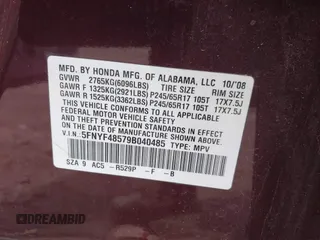 MFD. BY HONDA MFG. OF ALABAMA, LLC 10/'08
GVWR 2765KG(6096LBS) TIRE SIZE RIM SIZE
GAWR F 1325KG(2921LBS)P245/65R17 105T 17X7.5J
GAWR R 1525KG(3362LBS)P245/65R17 105T 17X7.5J
THIS VEHICLE CONFORMS TO ALL APPLICABLE
FEDERAL MOTOR VEHICLE SAFETY AND THEFT
PREVENTION STANDARDS IN EFFECT ON THE DATE OF
MANUFACTURE SHOWN ABOVE.
V.I.N. 5FNYF48579B040485 TYPE: MPV
SZA 9 AC5 -R529P -F -B
© DREAMBID.COM